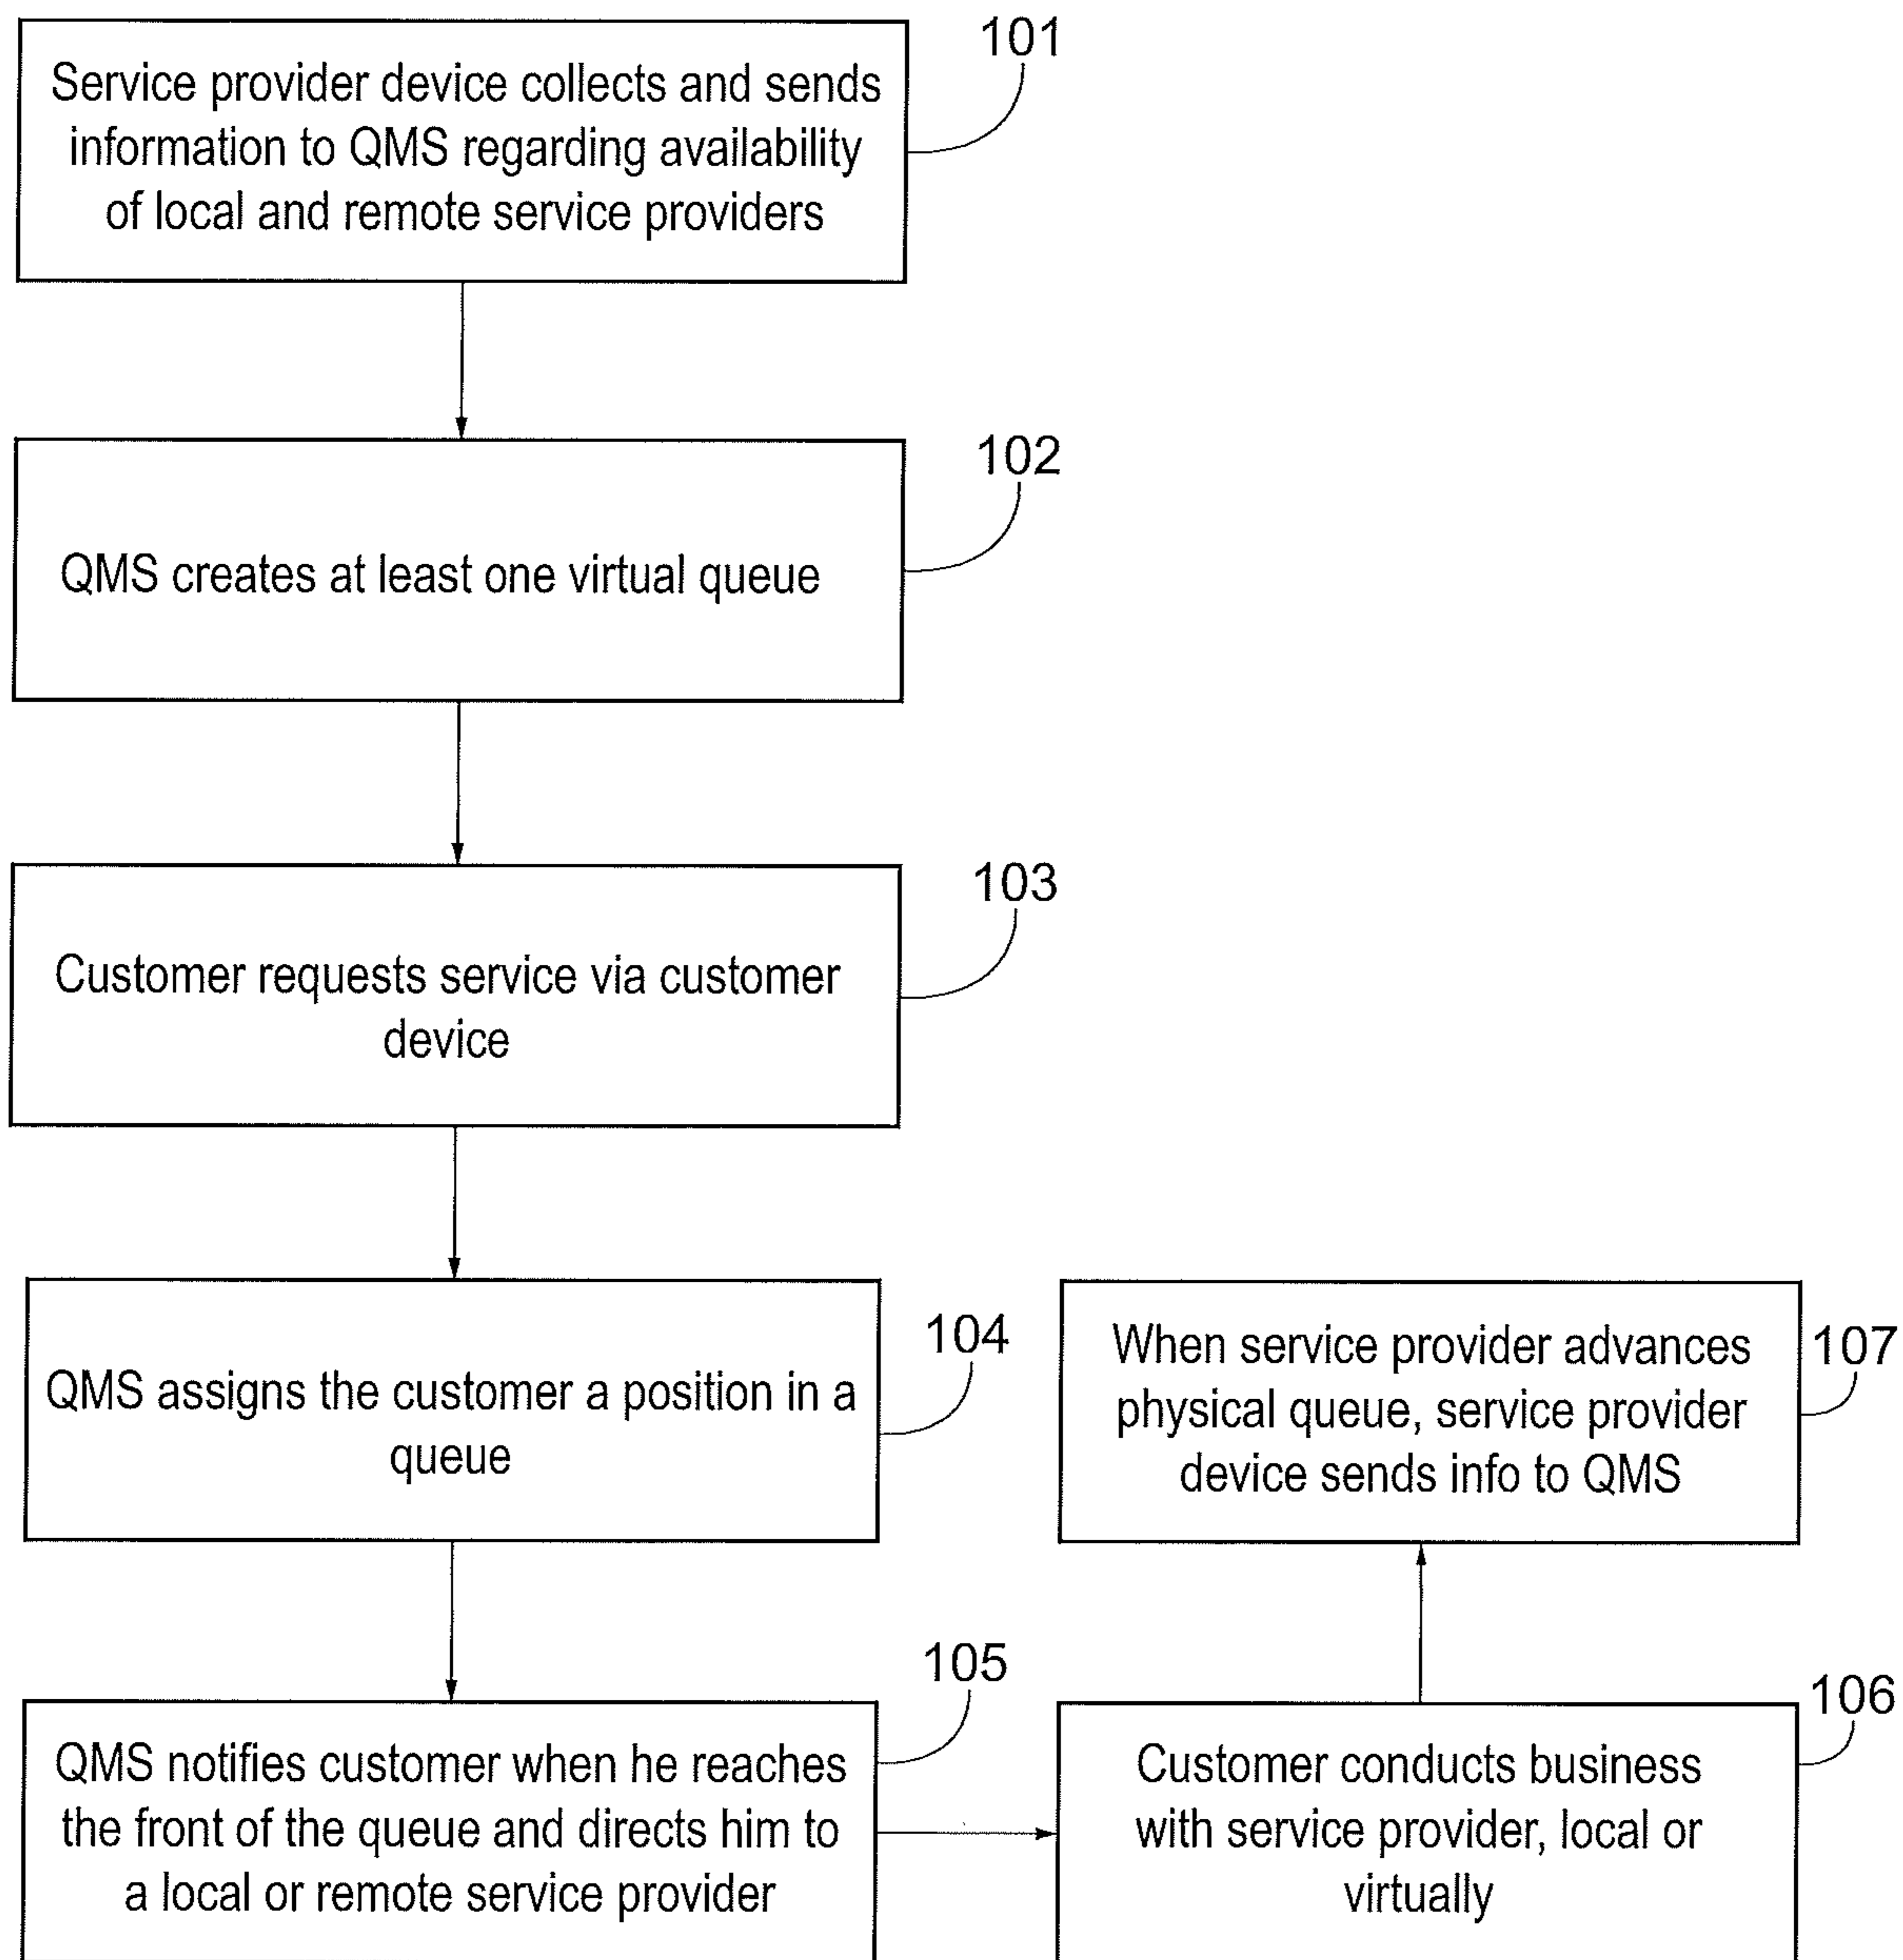 101
Service provider device collects and sends
information to QMS regarding availability
of local and remote service providers
102
QMS creates at least one virtual queue
103
Customer requests service via customer
device
104
QMS assigns the customer a position in a
queue
105
QMS notifies customer when he reaches
the front of the queue and directs him to
a local or remote service provider
106
Customer conducts business
with service provider, local or
virtually
107
When service provider advances
physical queue, service provider
device sends info to QMS